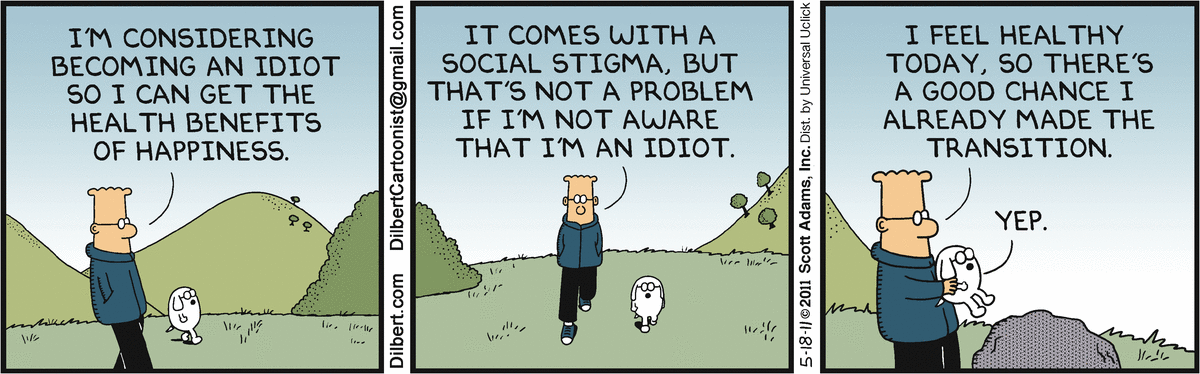 I'M CONSIDERING
BECOMING AN IDIOT
SO I CAN GET THE
HEALTH BENEFITS
OF HAPPINESS.
Dilbert.com DilbertCartoonist@gmail.com
IT COMES WITH A
SOCIAL STIGMA, BUT
THAT'S NOT A PROBLEM
IF I'M NOT AWARE
THAT I'M AN IDIOT.
5-18-11 ©2011 Scott Adams, Inc. Dist. by Universal Uclick
I FEEL HEALTHY
TODAY, SO THERE'S
A GOOD CHANCE I
ALREADY MADE THE
TRANSITION.
YEP.